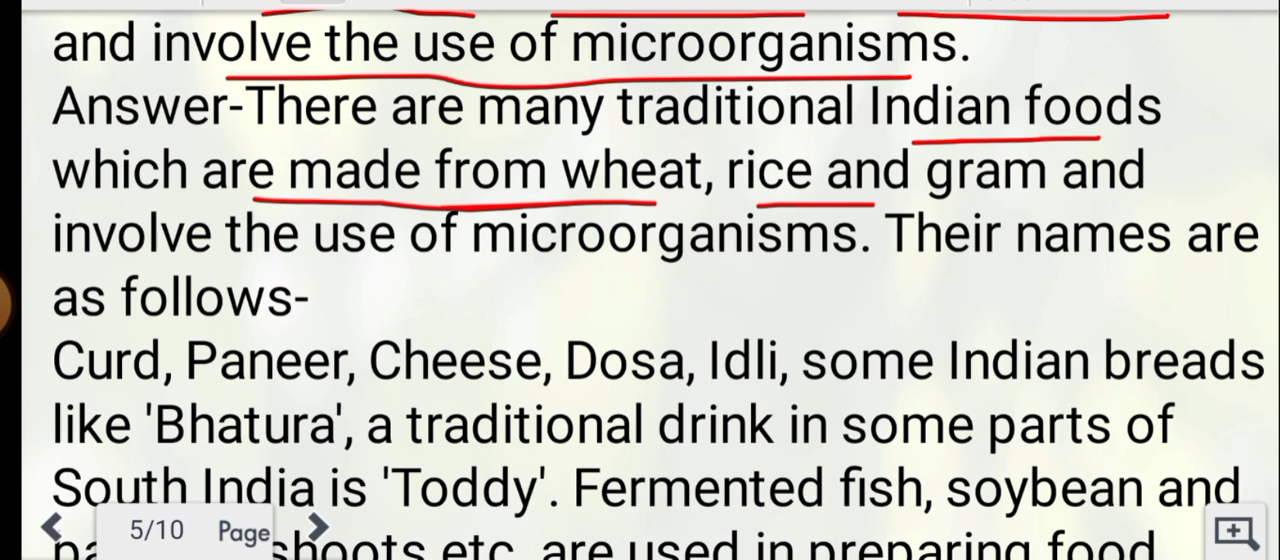 and involve the use of microorganisms.
Answer-There are many traditional Indian foods
which are made from wheat, rice and gram and
involve the use of microorganisms. Their names are
as follows-
Curd, Paneer, Cheese, Dosa, Idli, some Indian breads
like 'Bhatura', a traditional drink in some parts of
South India is 'Toddy'. Fermented fish, soybean and
5/10 Page
shoots etc. are used in preparing food